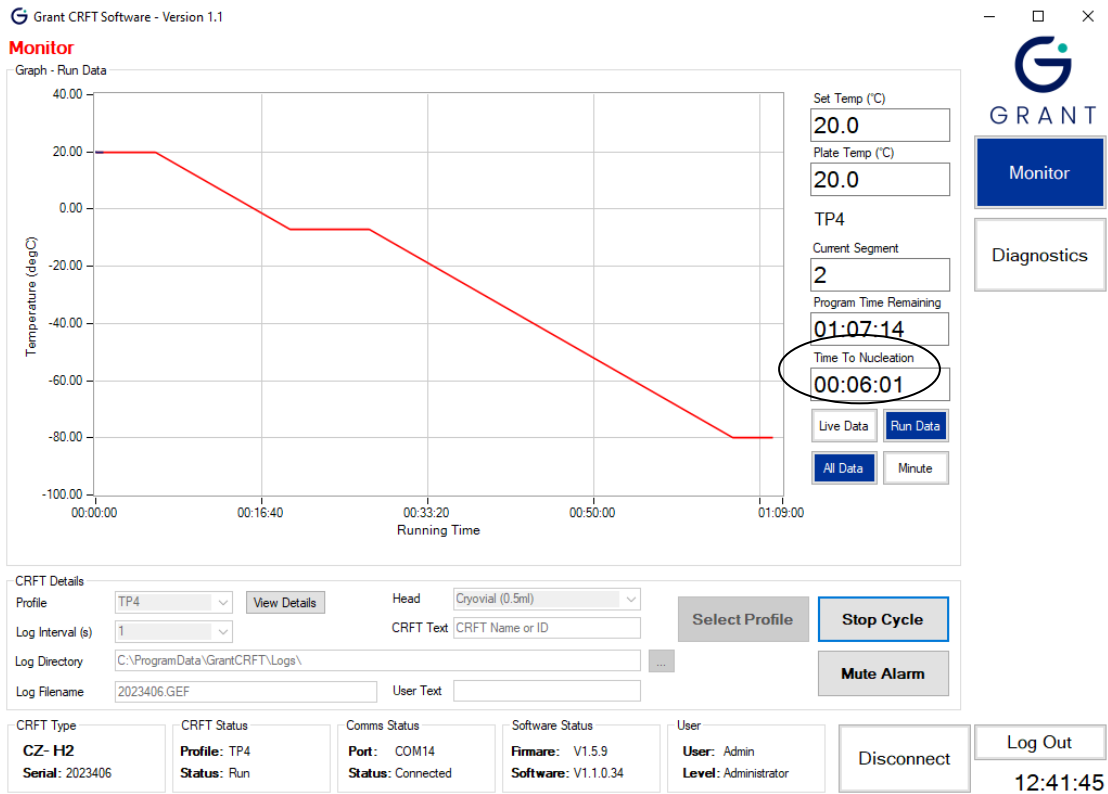 Grant CRFT Software - Version 1.1
Monitor
Graph - Run Data
40.00
20.00
0.00
-20.00
-40.00
-60.00
-80.00
-100.00
Temperature (degC)
00:00:00 00:16:40 00:33:20 00:50:00 01:09:00
Running Time
Set Temp (°C)
20.0
Plate Temp (°C)
20.0
TP4
Current Segment
2
Program Time Remaining
01:07:14
Time To Nucleation
00:06:01
Live Data Run Data
All Data Minute
GRANT
Monitor
Diagnostics
CRFT Details
Profile TP4 View Details Head Cryovial (0.5ml)
Log Interval (s) 1 CRFT Text CRFT Name or ID
Log Directory C:\ProgramData\GrantCRFT\Logs\ ...
Log Filename 2023406.GEF User Text
Select Profile Stop Cycle
Mute Alarm
CRFT Type
CZ- H2
Serial: 2023406
CRFT Status
Profile: TP4
Status: Run
Comms Status
Port: COM14
Status: Connected
Software Status
Firmare: V1.5.9
Software: V1.1.0.34
User
User: Admin
Level: Administrator
Disconnect
Log Out
12:41:45